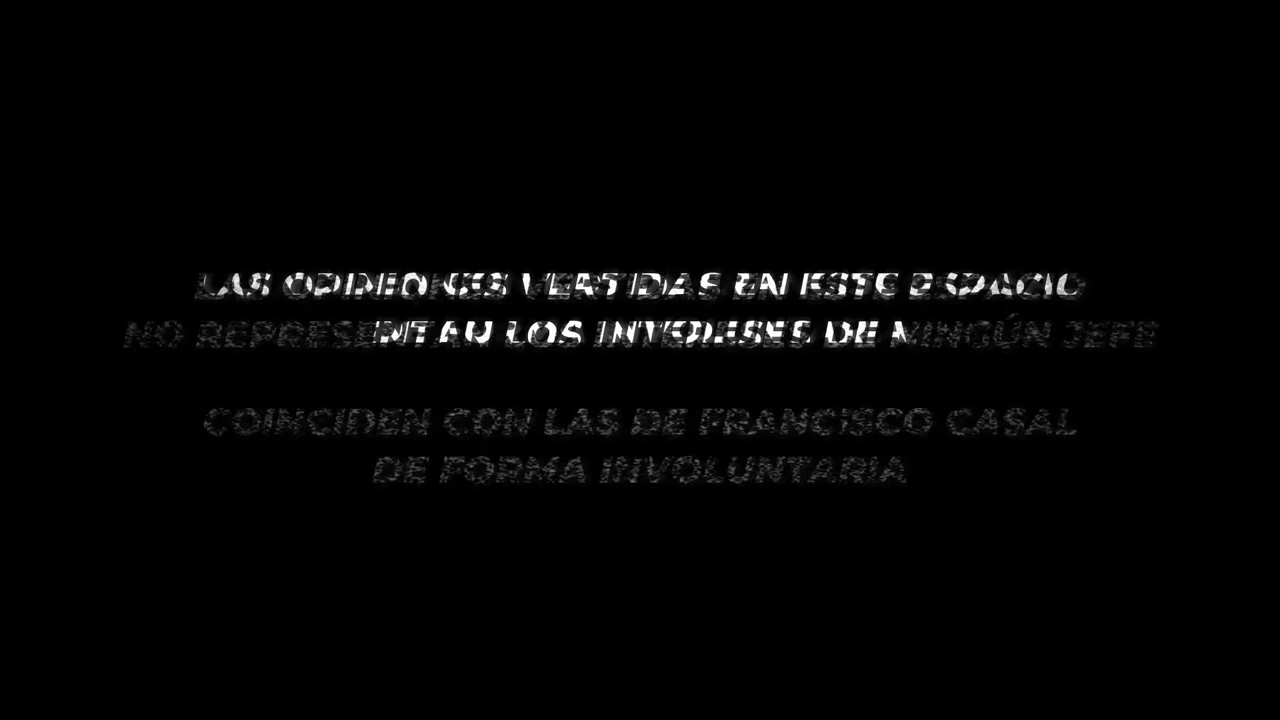 LAS OPINIONES VERTIDAS EN ESTE ESPACIO
NO REPRESENTAN LOS INTERESES DE NINGÚN JEFE
COINCIDEN CON LAS DE FRANCISCO CASAL
DE FORMA INVOLUNTARIA